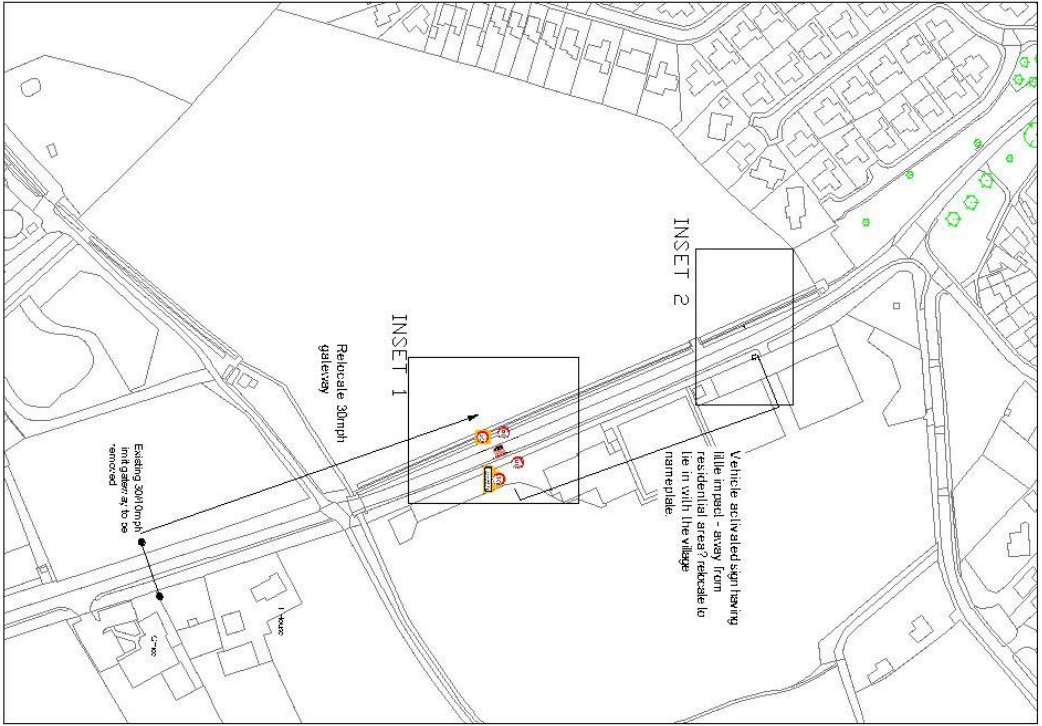 INSET 2
INSET 1
Relocate 30mph
gateway
Vehicle activated sign having
little impact - away from
residential area? relocate to
tie in with the village
nameplate.
Existing 30/40mph
limit gateway to be
removed
House